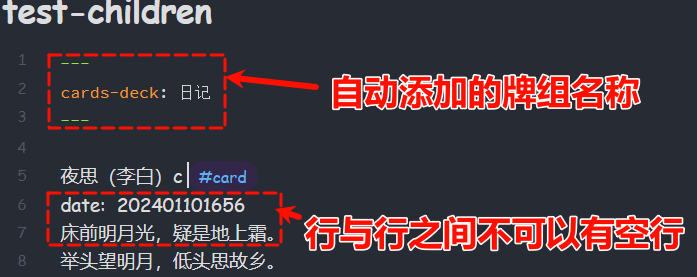 test-children
1 ---
2 cards-deck: 日记
3 ---
自动添加的牌组名称
4
5 夜思（李白）c #card
6 date: 202401101656
7 床前明月光，疑是地上霜。
行与行之间不可以有空行
8 举头望明月，低头思故乡。